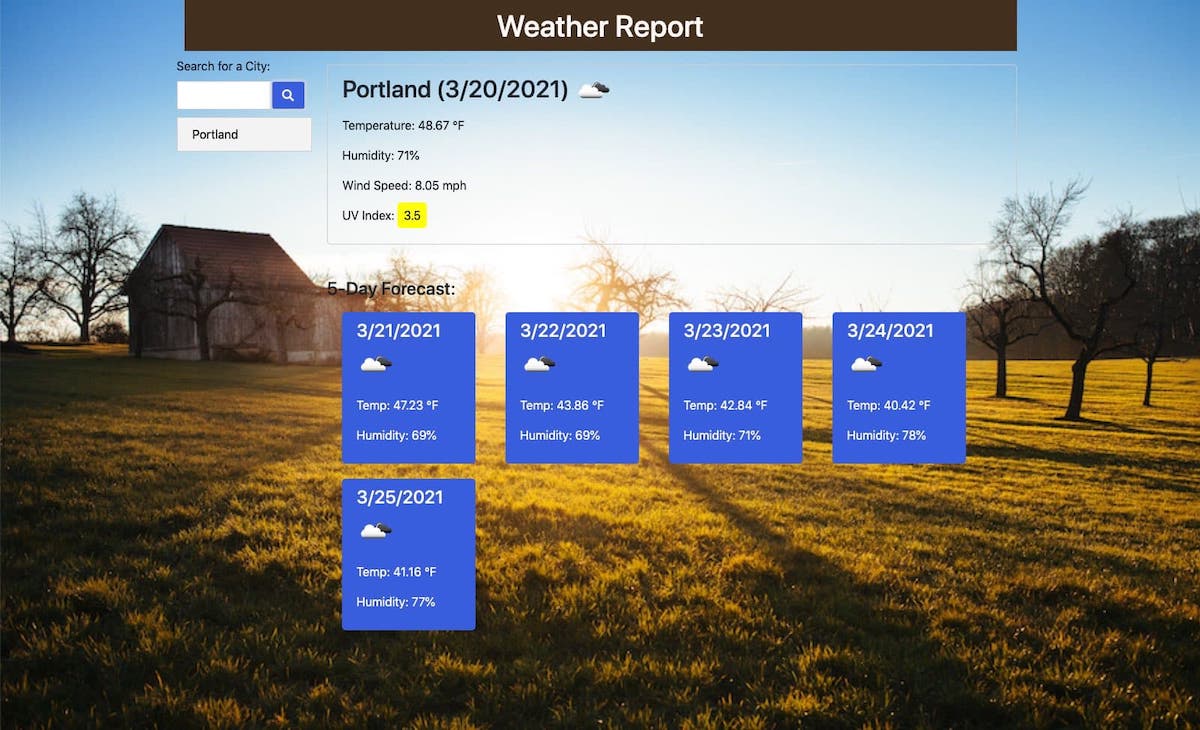 Weather Report
Search for a City:
Portland
Portland (3/20/2021)
Temperature: 48.67 °F
Humidity: 71%
Wind Speed: 8.05 mph
UV Index: 3.5
5-Day Forecast:
3/21/2021
Temp: 47.23 °F
Humidity: 69%
3/22/2021
Temp: 43.86 °F
Humidity: 69%
3/23/2021
Temp: 42.84 °F
Humidity: 71%
3/24/2021
Temp: 40.42 °F
Humidity: 78%
3/25/2021
Temp: 41.16 °F
Humidity: 77%